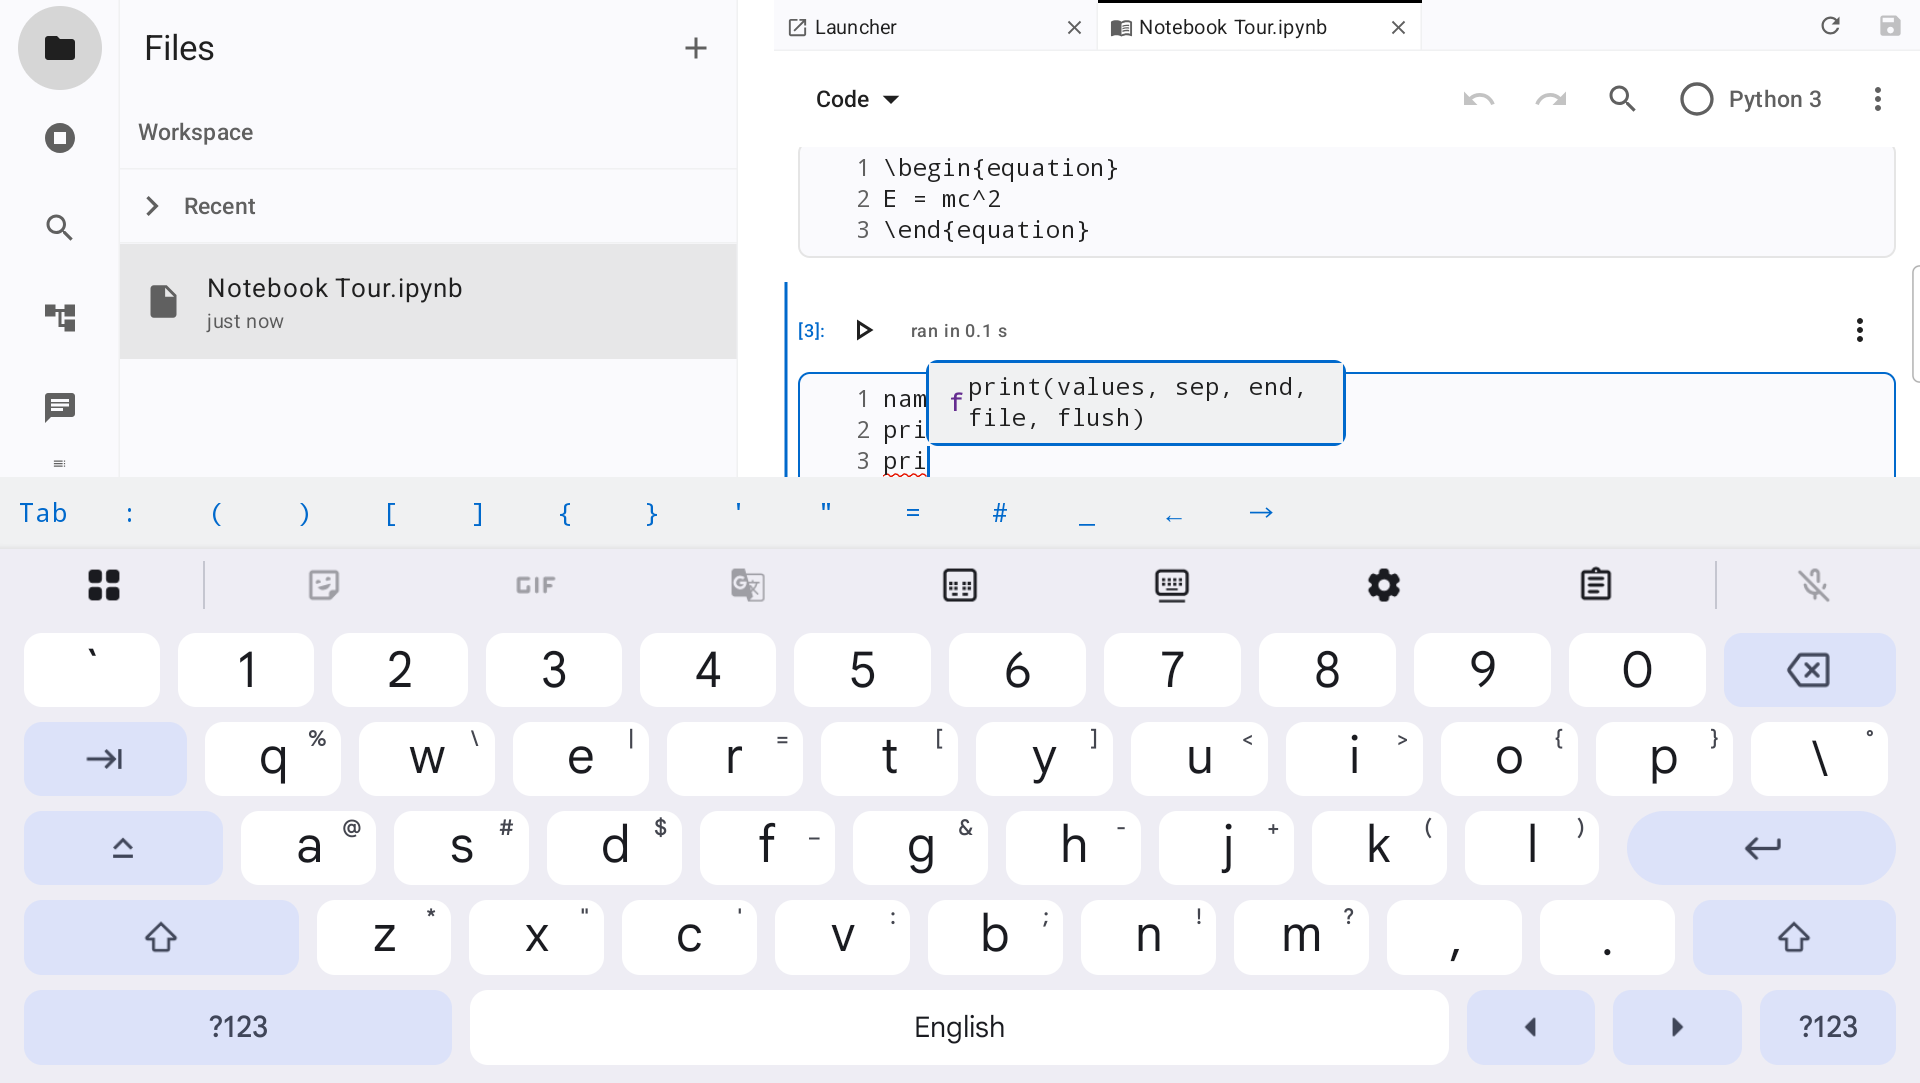 Files
Workspace
Recent
Notebook Tour.ipynb
just now
Launcher
Notebook Tour.ipynb
Code
Python 3
1 \begin{equation}
2 E = mc^2
3 \end{equation}
[3]:
ran in 0.1 s
1 nam
2 pri
3 pri
f print(values, sep, end,
file, flush)
Tab : ( ) [ ] { } ' " = # _ ← →
GIF
` 1 2 3 4 5 6 7 8 9 0
q % w \ e | r = t [ y ] u < i > o { p } \ °
a @ s # d $ f _ g & h - j + k ( l )
z * x " c ' v : b ; n ! m ? , .
?123 English ?123